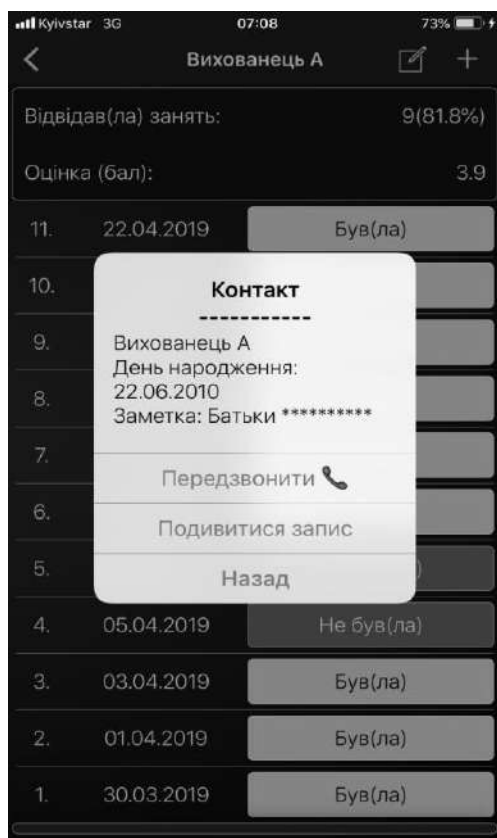 Kyivstar 3G 07:08 73%
Вихованець А
Відвідав(ла) занять: 9(81.8%)
Оцінка (бал): 3.9
11. 22.04.2019 Був(ла)
10.
9.
8.
7.
6.
5. )
Контакт
-----------
Вихованець А
День народження:
22.06.2010
Заметка: Батьки **********
Передзвонити
Подивитися запис
Назад
4. 05.04.2019 Не був(ла)
3. 03.04.2019 Був(ла)
2. 01.04.2019 Був(ла)
1. 30.03.2019 Був(ла)